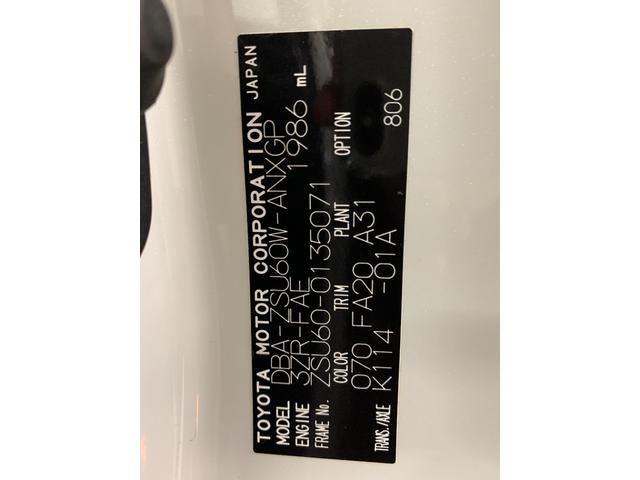 TOYOTA MOTOR CORPORATION JAPAN
MODEL DBA-ZSU60W-ANXGP
ENGINE 3ZR-FAE 1986 mL
FRAME No. ZSU60-0135071
COLOR TRIM PLANT OPTION
070 FA20 A31 806
TRANS./AXLE K114 -01A